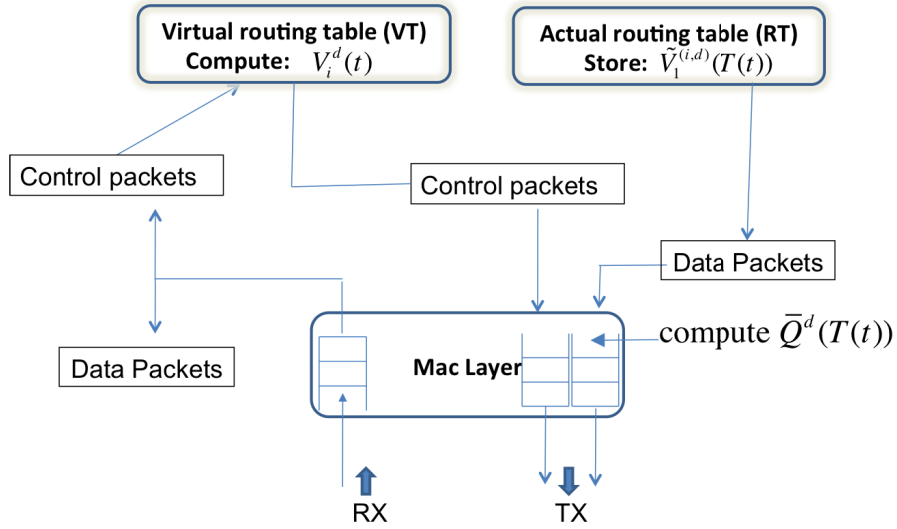 Virtual routing table (VT)
Compute: V_i^d(t)
Actual routing table (RT)
Store: Ṽ_1^{(i,d)}(T(t))
Control packets
Control packets
Data Packets
compute Q̅^d(T(t))
Data Packets
Mac Layer
RX
TX